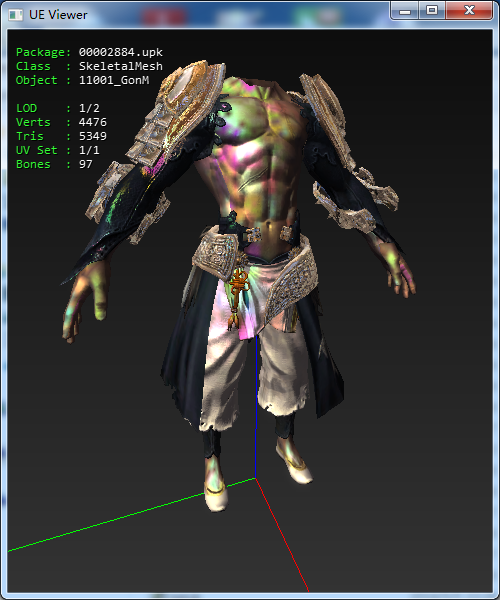 UE Viewer
Package: 00002884.upk
Class : SkeletalMesh
Object : 11001_GonM
LOD : 1/2
Verts : 4476
Tris : 5349
UV Set : 1/1
Bones : 97